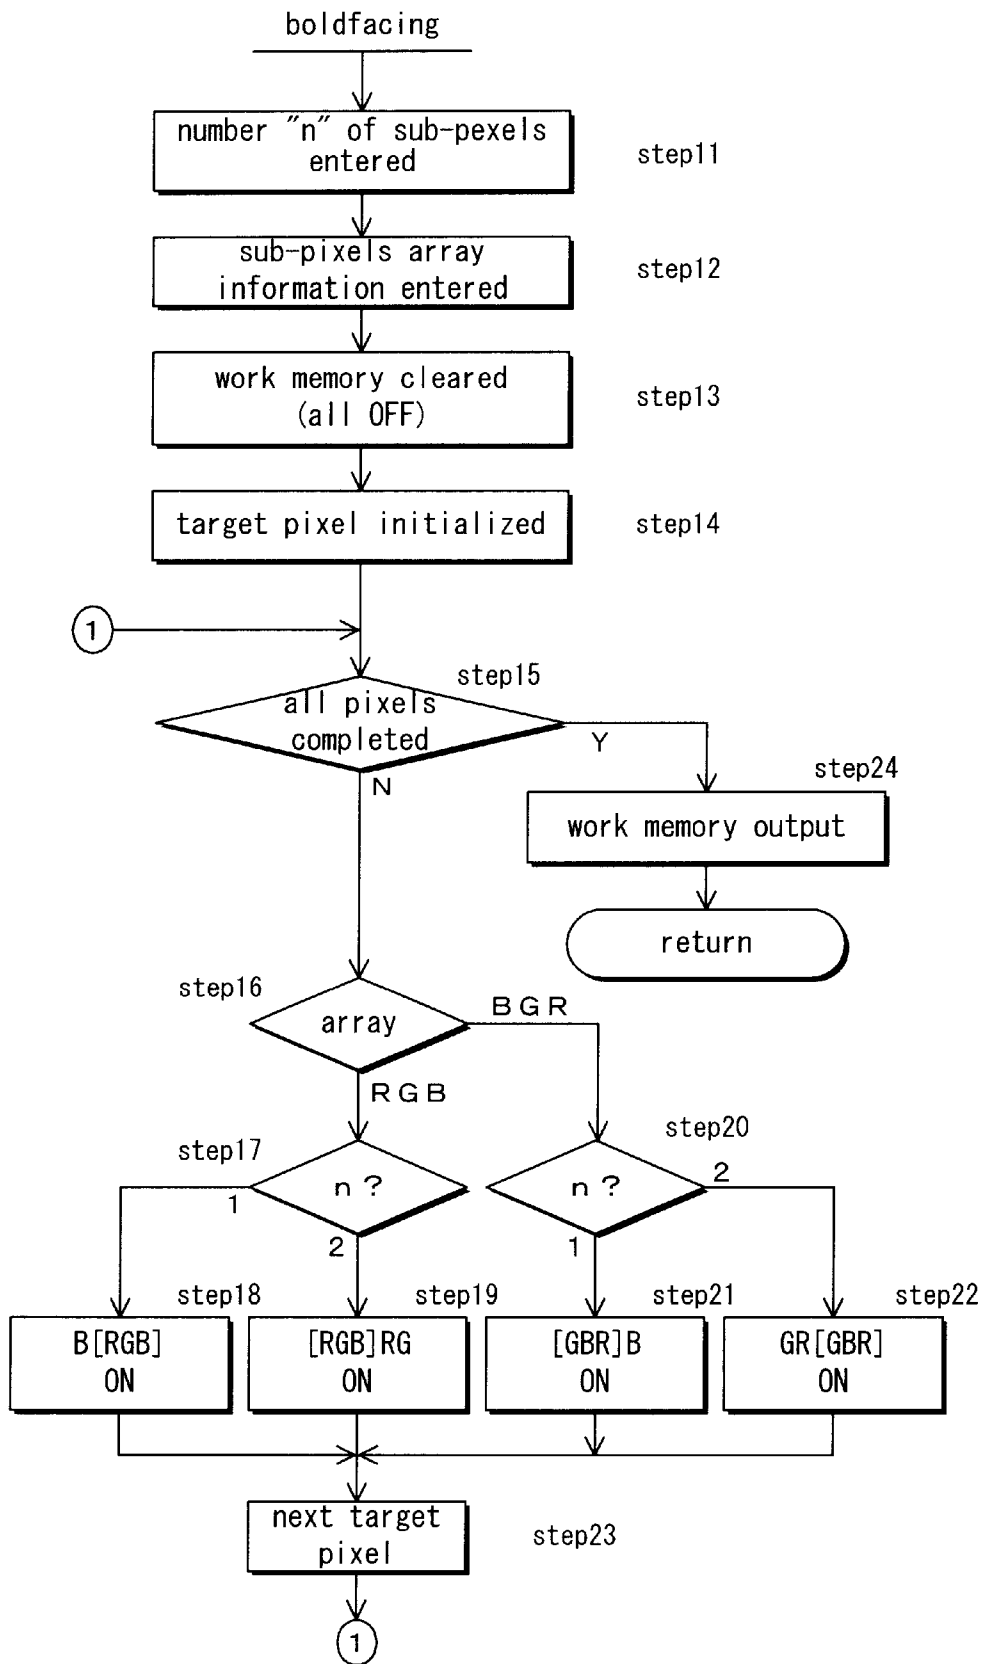 boldfacing
number "n" of sub-pexels
entered
step11
sub-pixels array
information entered
step12
work memory cleared
(all OFF)
step13
target pixel initialized
step14
1
step15
all pixels
completed
Y
N
step24
work memory output
return
step16
array
BGR
RGB
step17
n?
1
2
step20
n?
2
1
step18
B[RGB]
ON
step19
[RGB]RG
ON
step21
[GBR]B
ON
step22
GR[GBR]
ON
next target
pixel
step23
1